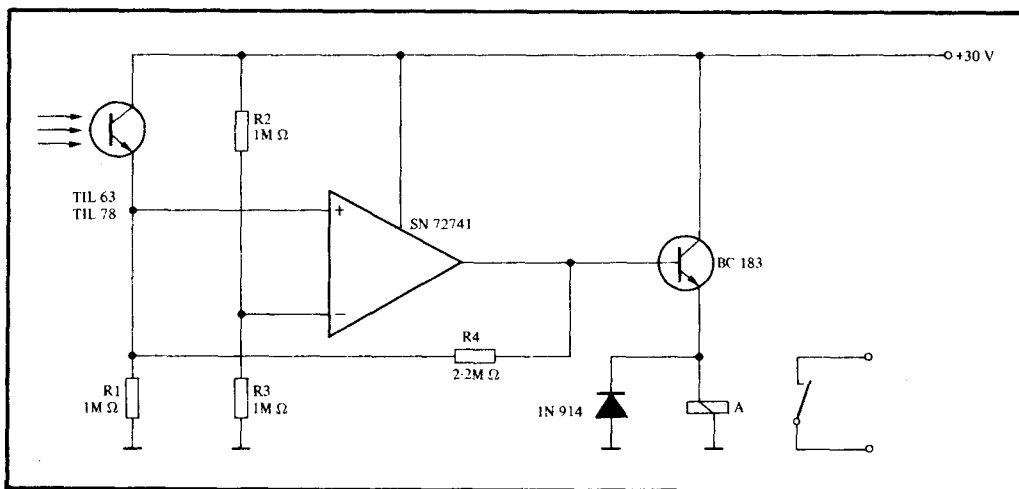 +30 V
R2
1M Ω
TIL 63
TIL 78
+
SN 72741
BC 183
−
R4
2·2M Ω
R1
1M Ω
R3
1M Ω
1N 914
A